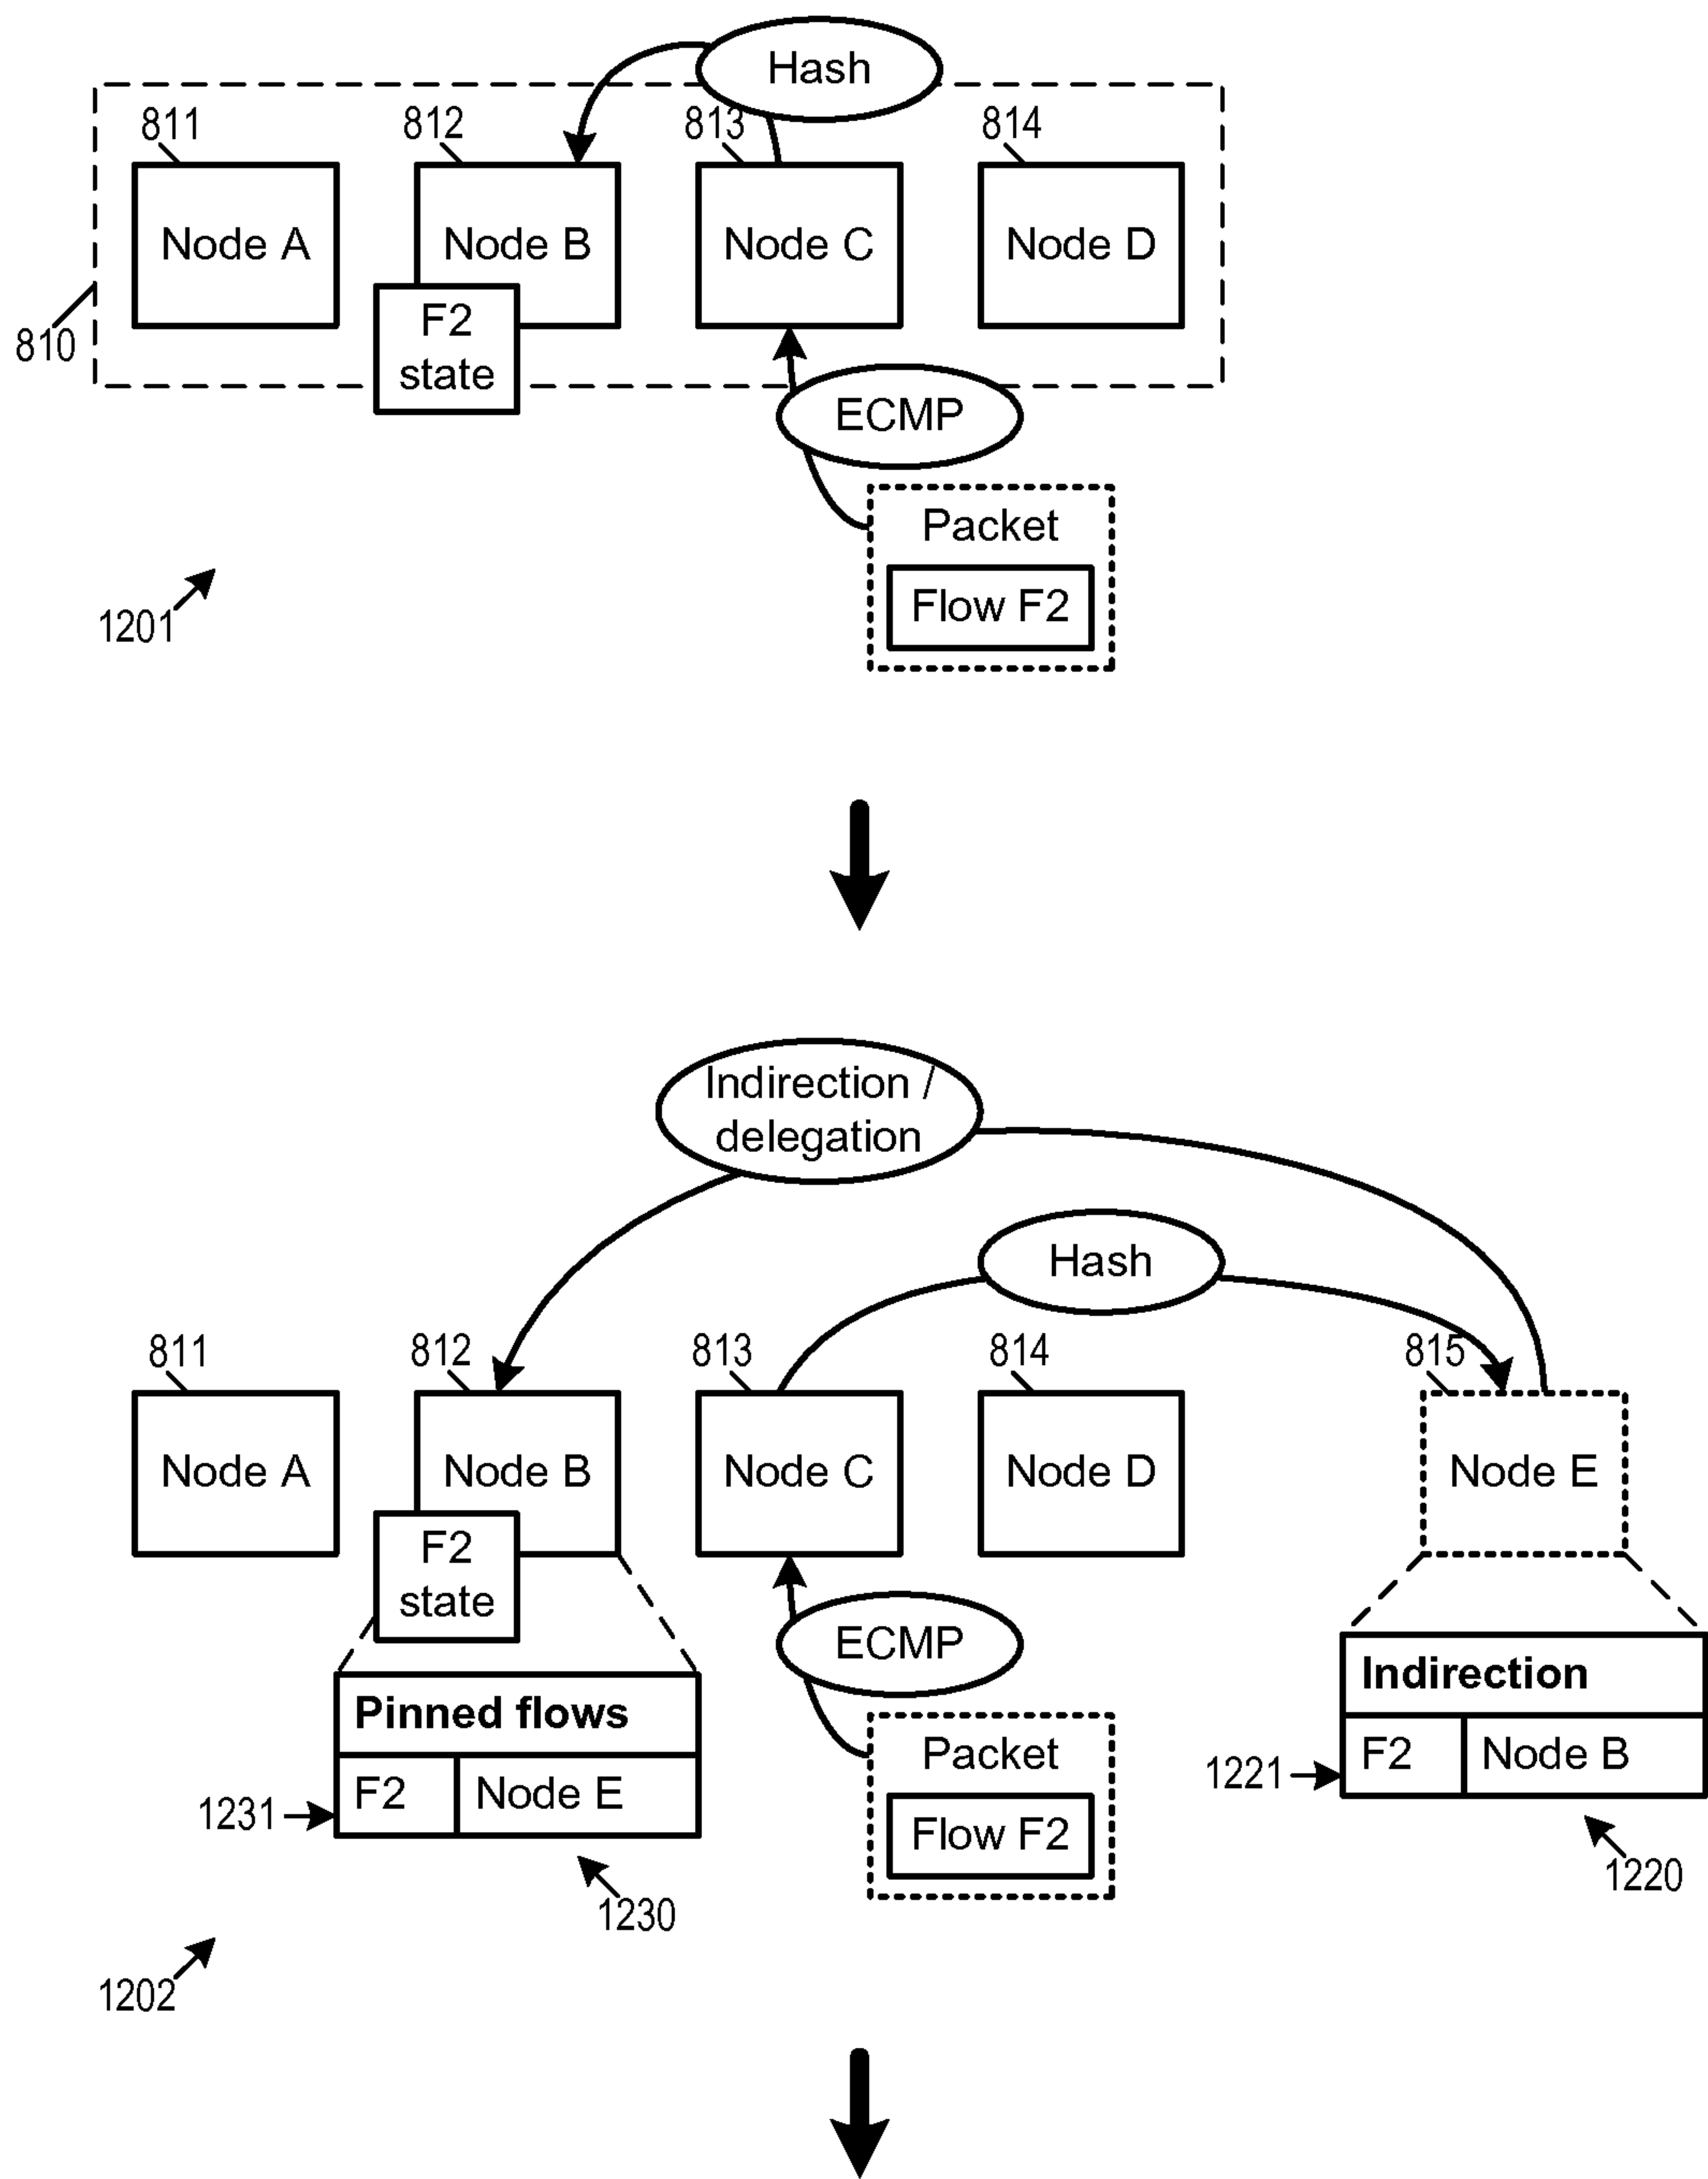 Hash
811
812
813
814
Node A
Node B
Node C
Node D
F2
state
810
ECMP
Packet
Flow F2
1201
Indirection /
delegation
Hash
811
812
813
814
815
Node A
Node B
Node C
Node D
Node E
F2
state
ECMP
Indirection
F2
Node B
1221
Pinned flows
F2
Node E
1231
Packet
Flow F2
1220
1230
1202